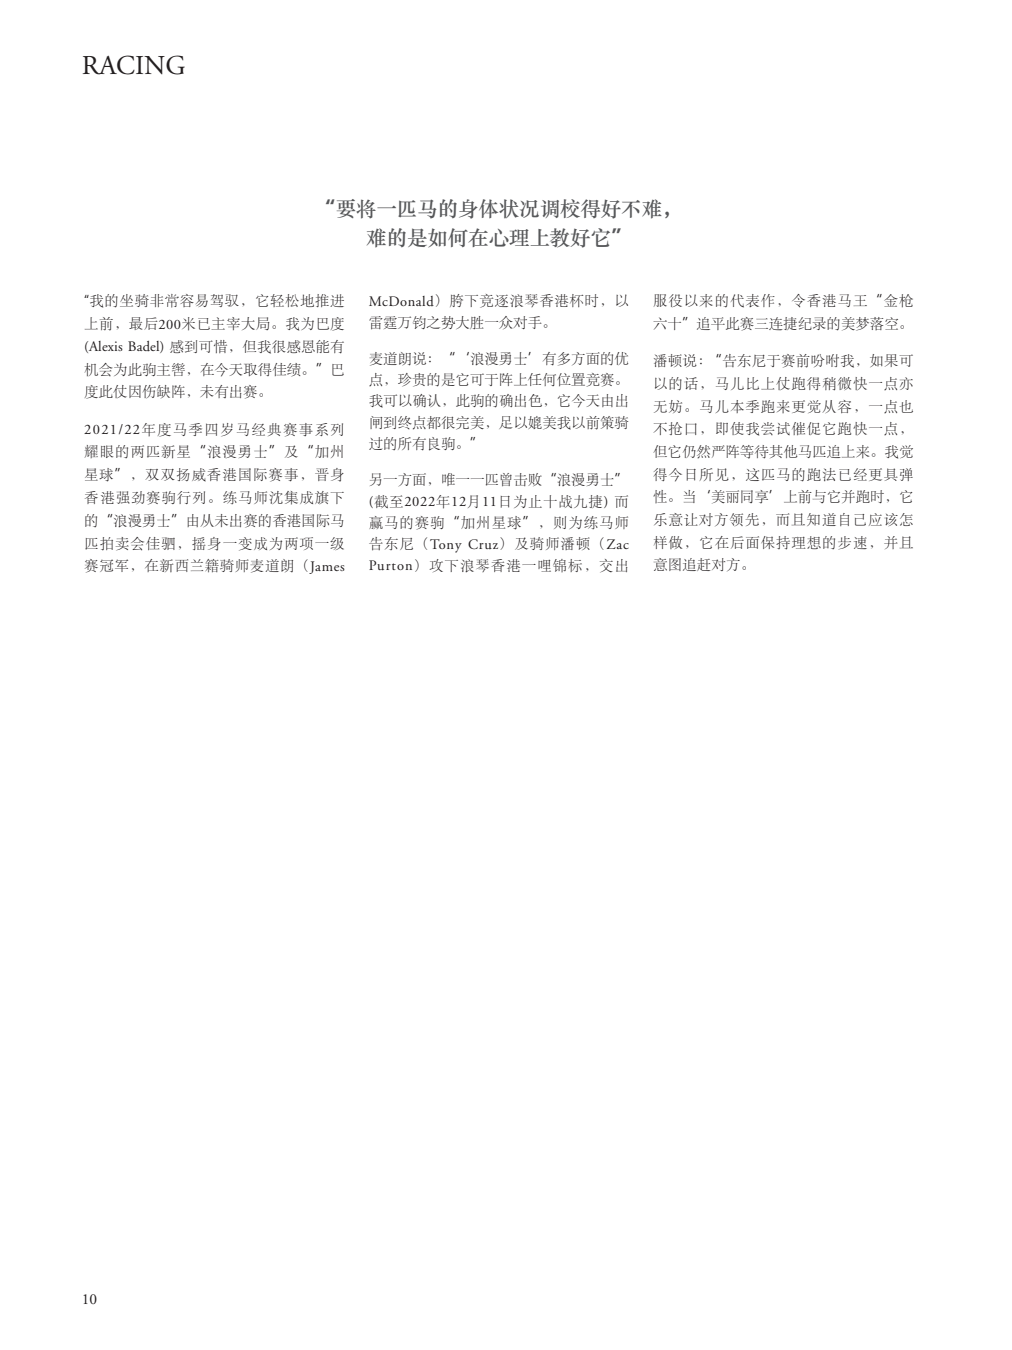 RACING
“要将一匹马的身体状况调校得好不难，
难的是如何在心理上教好它”
“我的坐骑非常容易驾驭，它轻松地推进
上前，最后200米已主宰大局。我为巴度
(Alexis Badel) 感到可惜，但我很感恩能有
机会为此驹主辔，在今天取得佳绩。”巴
度此仗因伤缺阵，未有出赛。
2021/22年度马季四岁马经典赛事系列
耀眼的两匹新星“浪漫勇士”及“加州
星球”，双双扬威香港国际赛事，晋身
香港强劲赛驹行列。练马师沈集成旗下
的“浪漫勇士”由从未出赛的香港国际马
匹拍卖会佳驷，摇身一变成为两项一级
赛冠军，在新西兰籍骑师麦道朗（James
McDonald）胯下竞逐浪琴香港杯时，以
雷霆万钧之势大胜一众对手。
麦道朗说：“‘浪漫勇士’有多方面的优
点，珍贵的是它可于阵上任何位置竞赛。
我可以确认，此驹的确出色，它今天由出
闸到终点都很完美，足以媲美我以前策骑
过的所有良驹。”
另一方面，唯一一匹曾击败“浪漫勇士”
(截至2022年12月11日为止十战九捷) 而
赢马的赛驹“加州星球”，则为练马师
告东尼（Tony Cruz）及骑师潘顿（Zac
Purton）攻下浪琴香港一哩锦标，交出
服役以来的代表作，令香港马王“金枪
六十”追平此赛三连捷纪录的美梦落空。
潘顿说：“告东尼于赛前吩咐我，如果可
以的话，马儿比上仗跑得稍微快一点亦
无妨。马儿本季跑来更觉从容，一点也
不抢口，即使我尝试催促它跑快一点，
但它仍然严阵等待其他马匹追上来。我觉
得今日所见，这匹马的跑法已经更具弹
性。当‘美丽同享’上前与它并跑时，它
乐意让对方领先，而且知道自己应该怎
样做，它在后面保持理想的步速，并且
意图追赶对方。
10